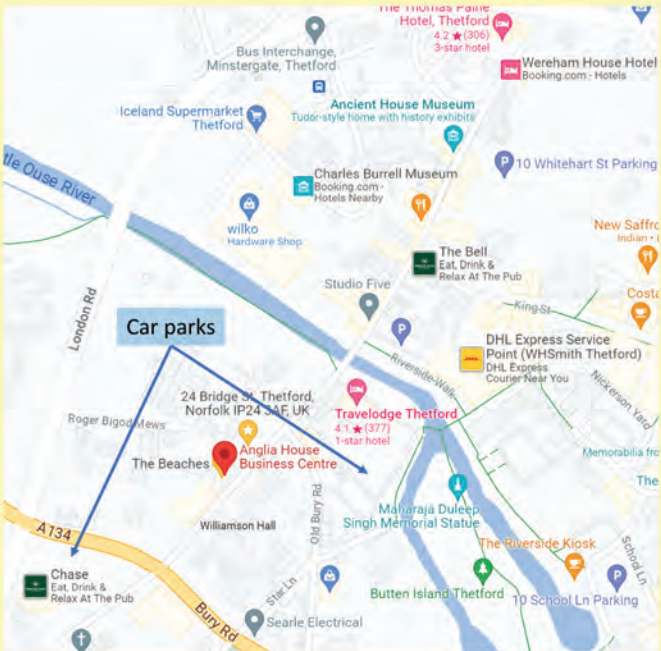 The Thomas Paine
Hotel, Thetford
4.2 ★ (306)
3-star hotel
Bus Interchange,
Minstergate, Thetford
Wereham House Hotel
Booking.com - Hotels
Iceland Supermarket
Thetford
Ancient House Museum
Tudor-style home with history exhibits
P
10 Whitehart St Parking
tle Ouse River
Charles Burrell Museum
Booking.com -
Hotels Nearby
wilko
Hardware Shop
The Bell
Eat, Drink &
Relax At The Pub
New Saffro
Indian
Studio Five
King St
Costa
London Rd
Car parks
P
Riverside-Walk
DHL Express Service
Point (WHSmith Thetford)
DHL Express
Courier Near You
Nickerson Yard
24 Bridge St, Thetford,
Norfolk IP24 3AF, UK
Travelodge Thetford
4.1 ★ (377)
1-star hotel
Roger Bigod Mews
The Beaches
Anglia House
Business Centre
Memorabilia fro
The
Williamson Hall
Old Bury Rd
Maharaja Duleep
Singh Memorial Statue
A134
The Riverside Kiosk
School Ln
Chase
Eat, Drink &
Relax At The Pub
Star Ln
Butten Island Thetford
P
10 School Ln Parking
Bury Rd
Searle Electrical